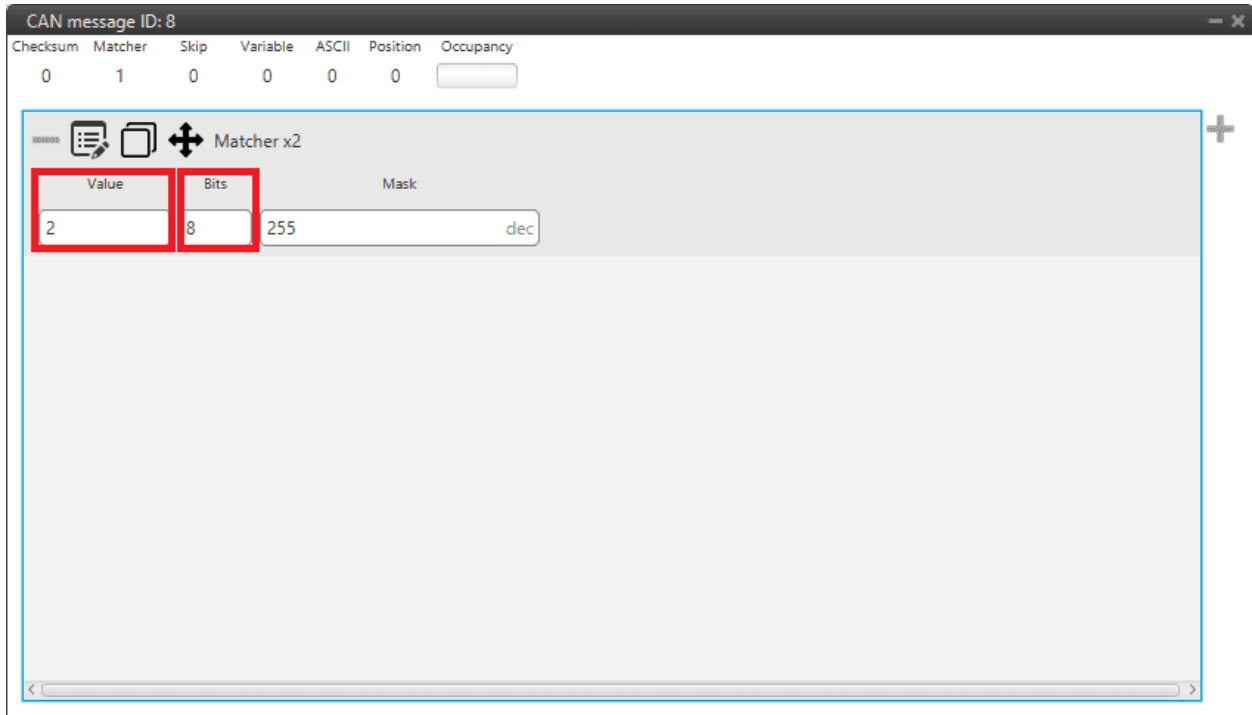 CAN message ID: 8
Checksum Matcher Skip Variable ASCII Position Occupancy
0 1 0 0 0 0
Matcher x2
Value Bits Mask
2 8 255 dec